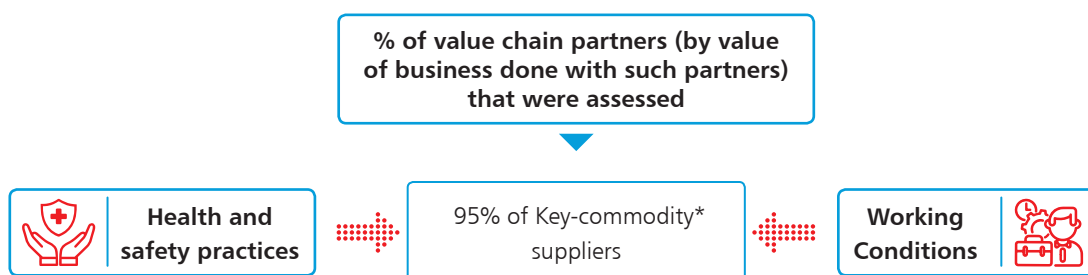 % of value chain partners (by value
of business done with such partners)
that were assessed
Health and
safety practices
95% of Key-commodity*
suppliers
Working
Conditions